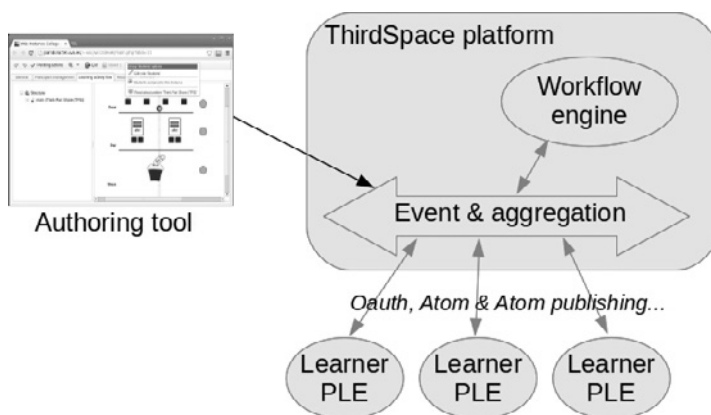 ThirdSpace platform
Workflow
engine
Event & aggregation
Authoring tool
Oauth, Atom & Atom publishing...
Learner
PLE
Learner
PLE
Learner
PLE